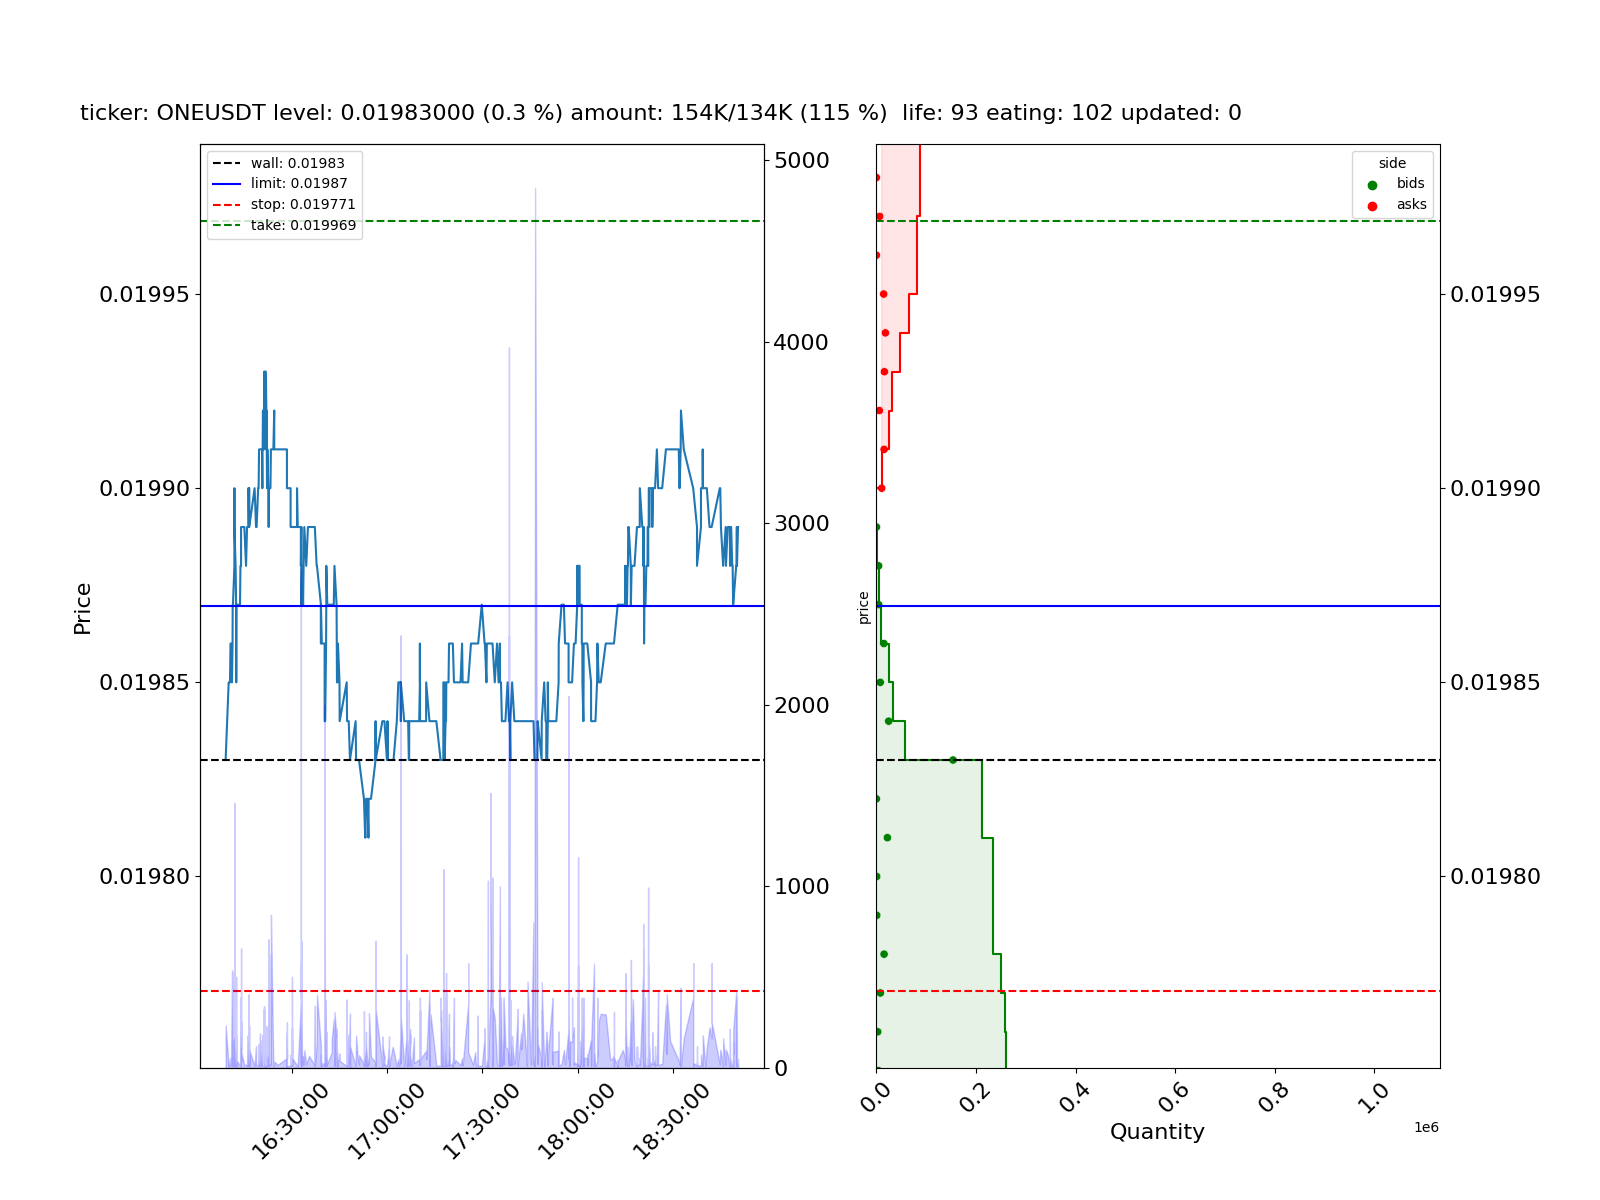 ticker: ONEUSDT level: 0.01983000 (0.3 %) amount: 154K/134K (115 %)  life: 93 eating: 102 updated: 0
wall: 0.01983
limit: 0.01987
stop: 0.019771
take: 0.019969
0.01995
0.01990
0.01985
0.01980
Price
5000
4000
3000
2000
1000
0
16:30:00
17:00:00
17:30:00
18:00:00
18:30:00
side
bids
asks
price
0.01995
0.01990
0.01985
0.01980
0.0
0.2
0.4
0.6
0.8
1.0
1e6
Quantity